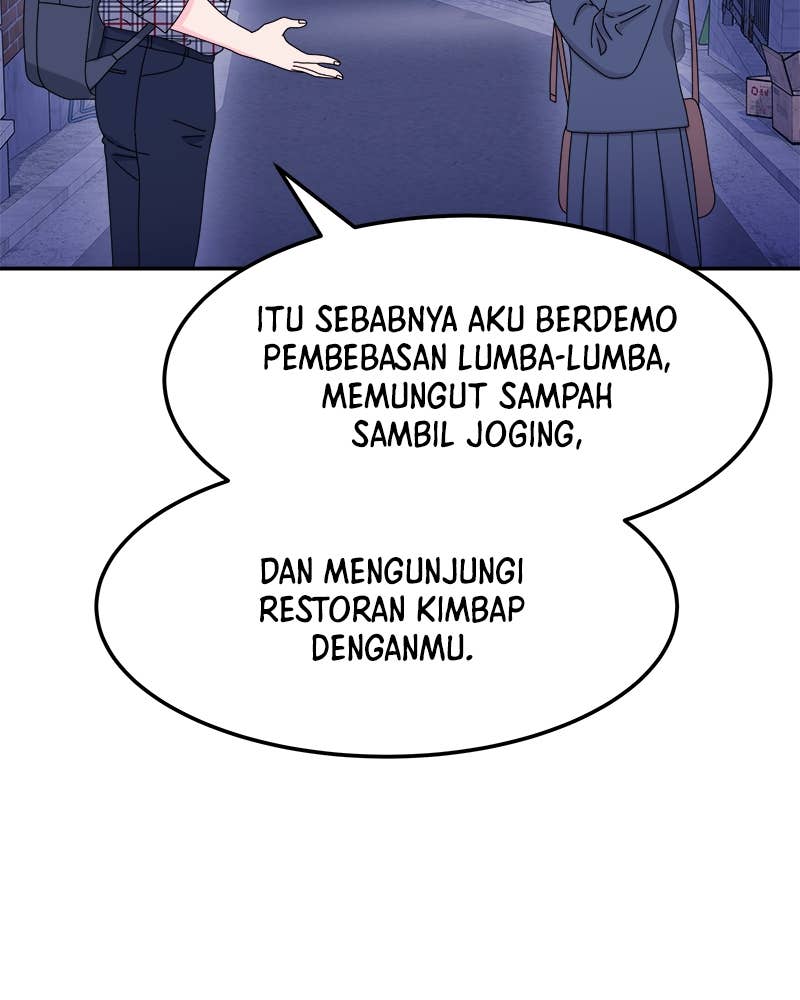 ITU SEBABNYA AKU BERDEMO
PEMBEBASAN LUMBA-LUMBA,
MEMUNGUT SAMPAH
SAMBIL JOGING,
DAN MENGUNJUNGI
RESTORAN KIMBAP
DENGANMU.